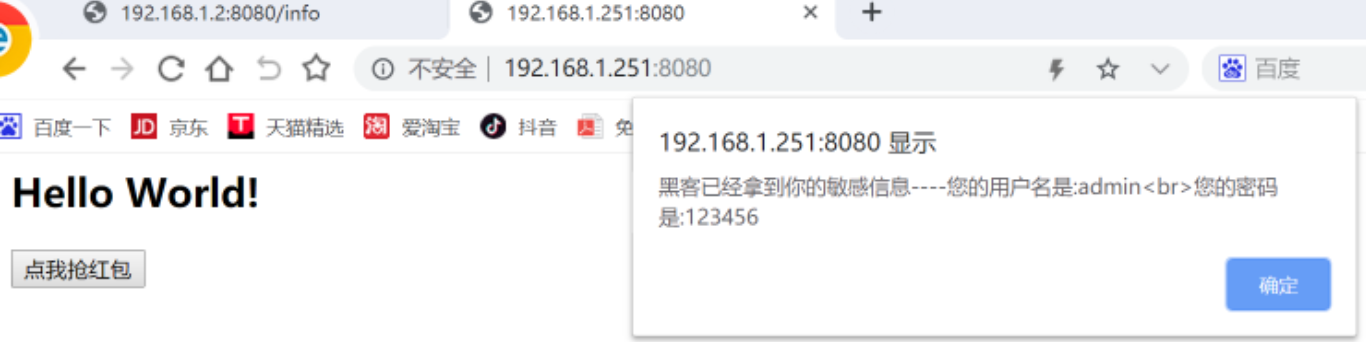 192.168.1.2:8080/info
192.168.1.251:8080
不安全 | 192.168.1.251:8080
百度
百度一下 JD 京东 T 天猫精选 淘 爱淘宝 抖音 免
192.168.1.251:8080 显示
黑客已经拿到你的敏感信息----您的用户名是:admin<br>您的密码
是:123456
确定
Hello World!
点我抢红包